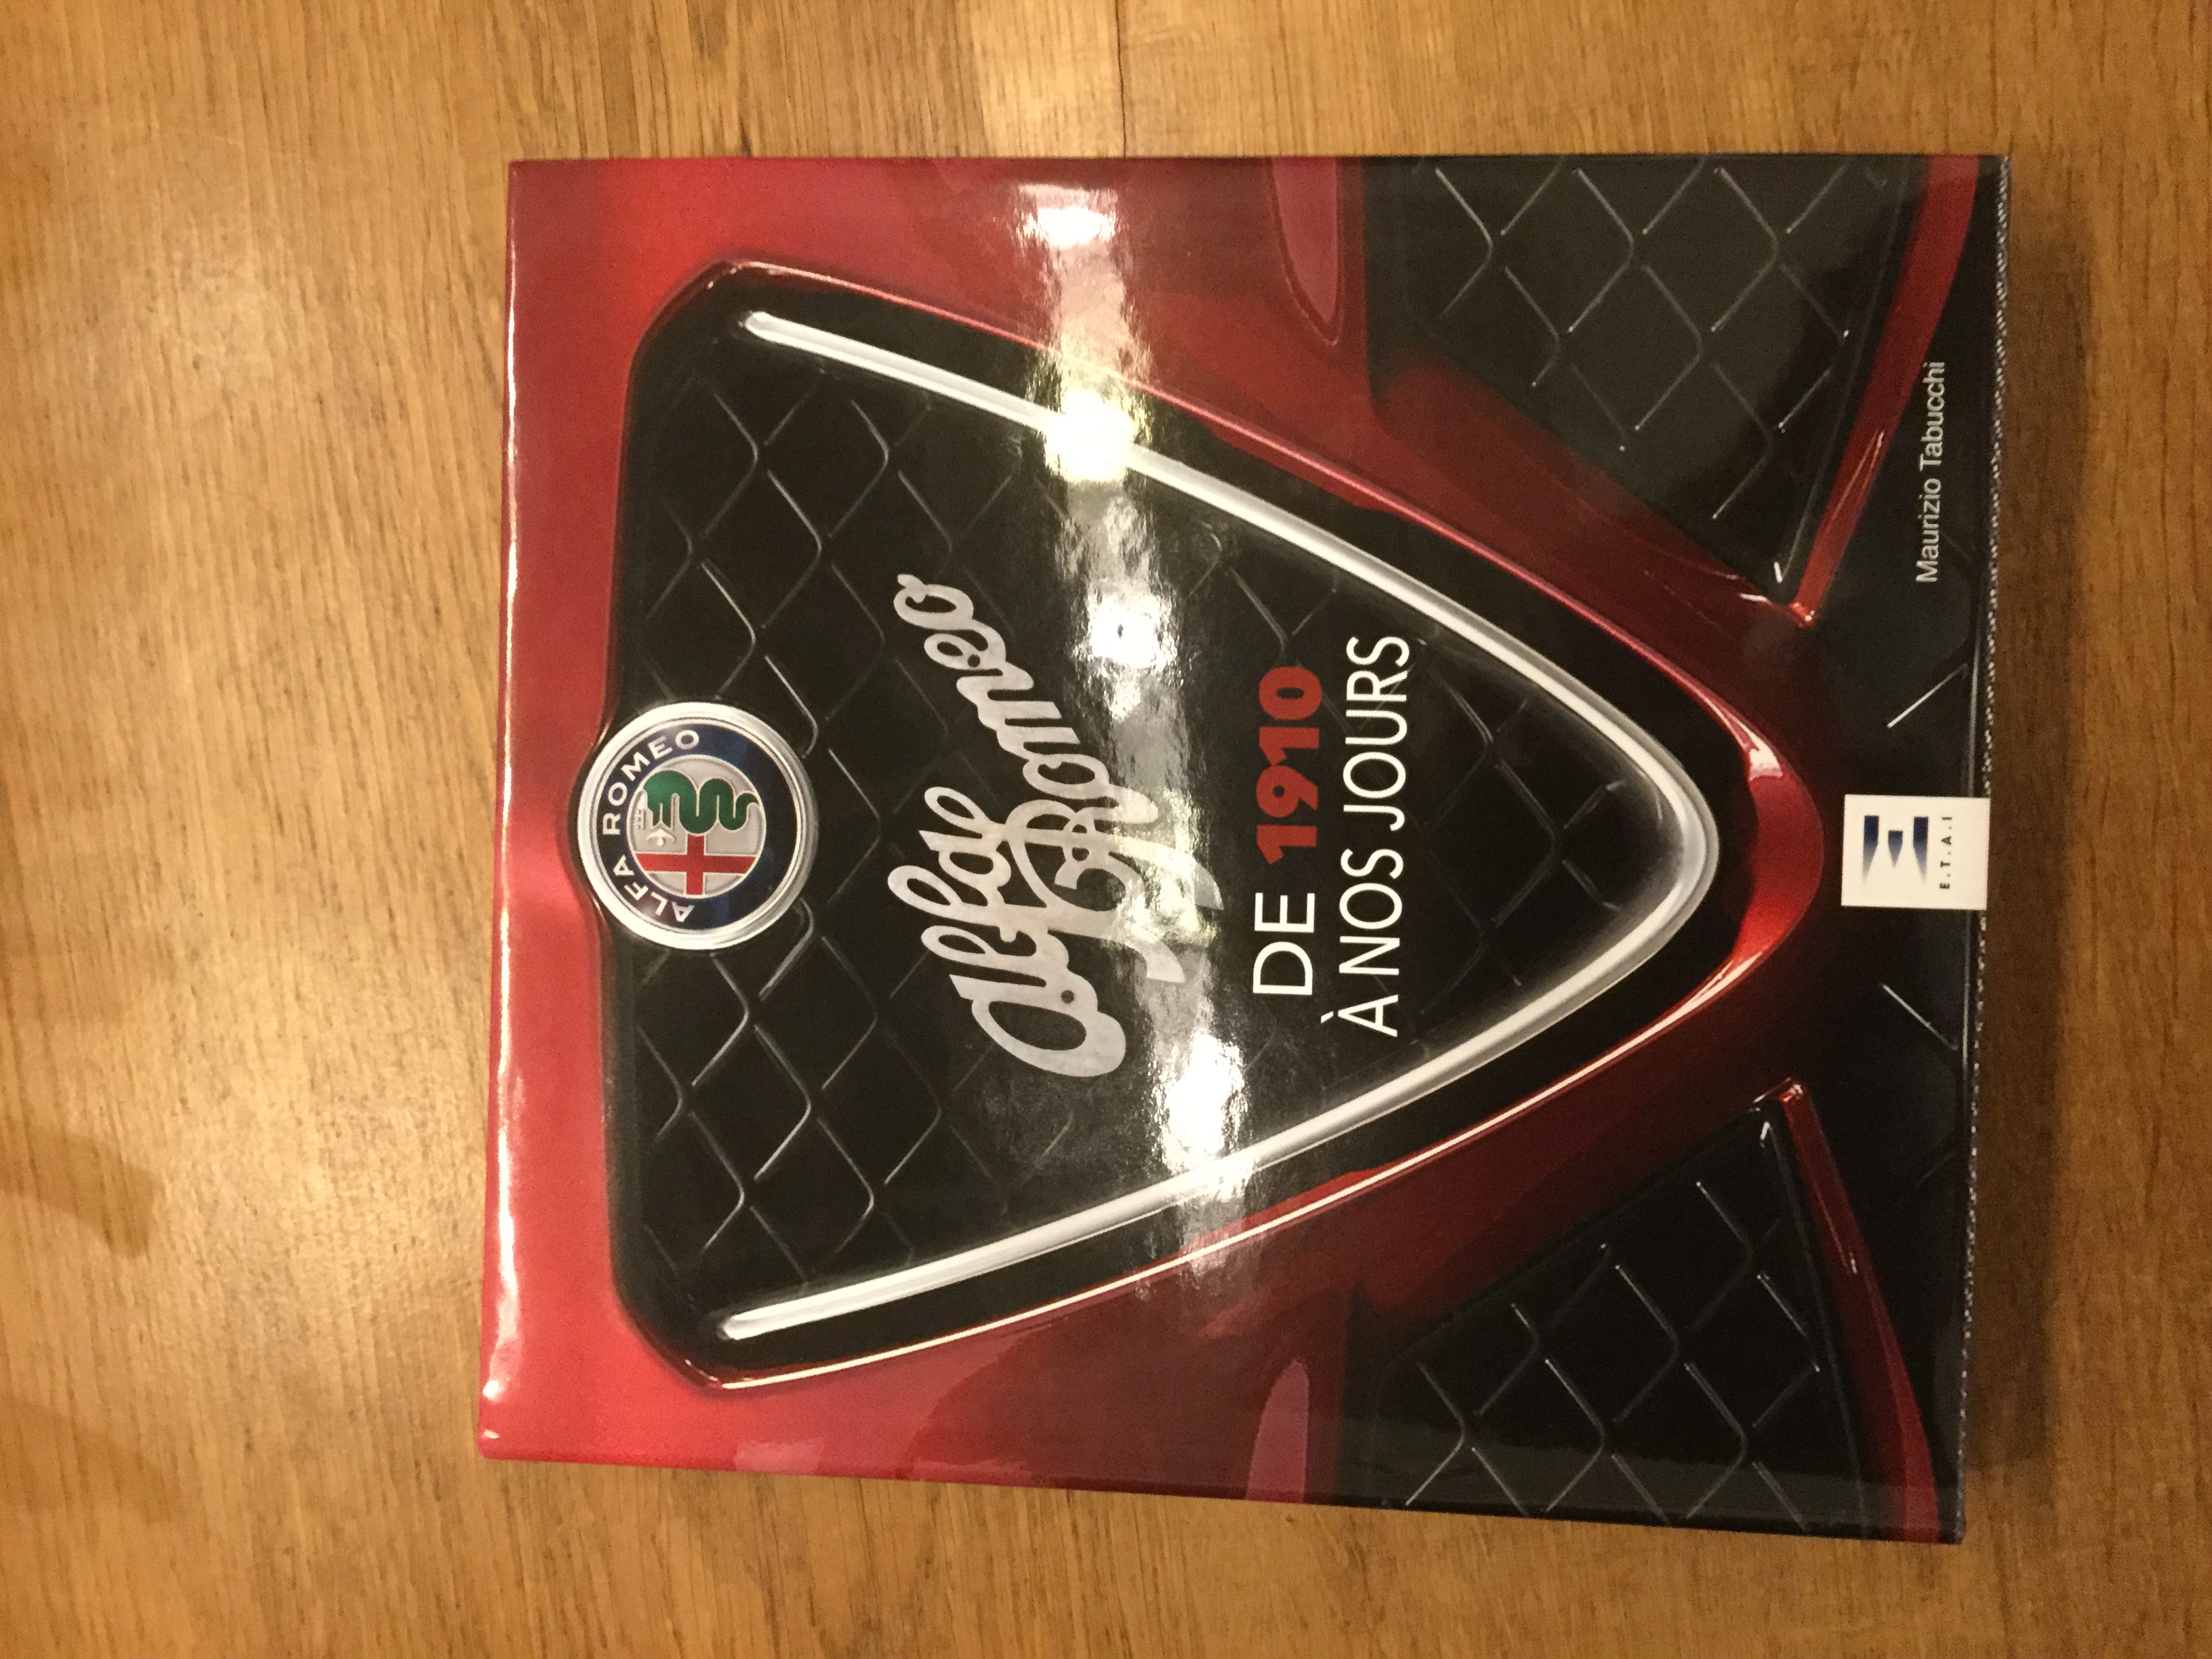 ALFA ROMEO
Alfa
Romeo
DE 1910
À NOS JOURS
Maurizio Tabucchi
E.T.A.I